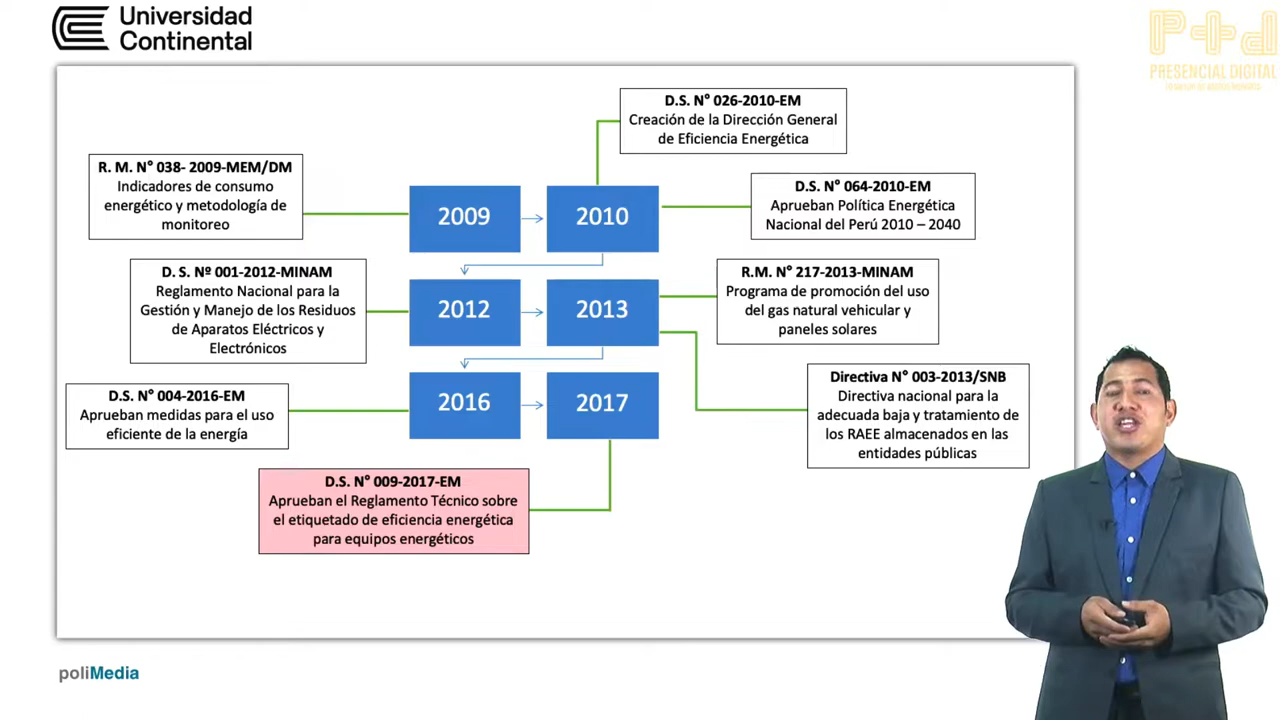 Universidad
Continental
P+d
PRESENCIAL DIGITAL
D.S. N° 026-2010-EM
Creación de la Dirección General
de Eficiencia Energética
R. M. N° 038- 2009-MEM/DM
Indicadores de consumo
energético y metodología de
monitoreo
2009
2010
D.S. N° 064-2010-EM
Aprueban Política Energética
Nacional del Perú 2010 – 2040
D. S. Nº 001-2012-MINAM
Reglamento Nacional para la
Gestión y Manejo de los Residuos
de Aparatos Eléctricos y
Electrónicos
2012
2013
R.M. N° 217-2013-MINAM
Programa de promoción del uso
del gas natural vehicular y
paneles solares
Directiva N° 003-2013/SNB
Directiva nacional para la
adecuada baja y tratamiento de
los RAEE almacenados en las
entidades públicas
D.S. N° 004-2016-EM
Aprueban medidas para el uso
eficiente de la energía
2016
2017
D.S. N° 009-2017-EM
Aprueban el Reglamento Técnico sobre
el etiquetado de eficiencia energética
para equipos energéticos
poliMedia